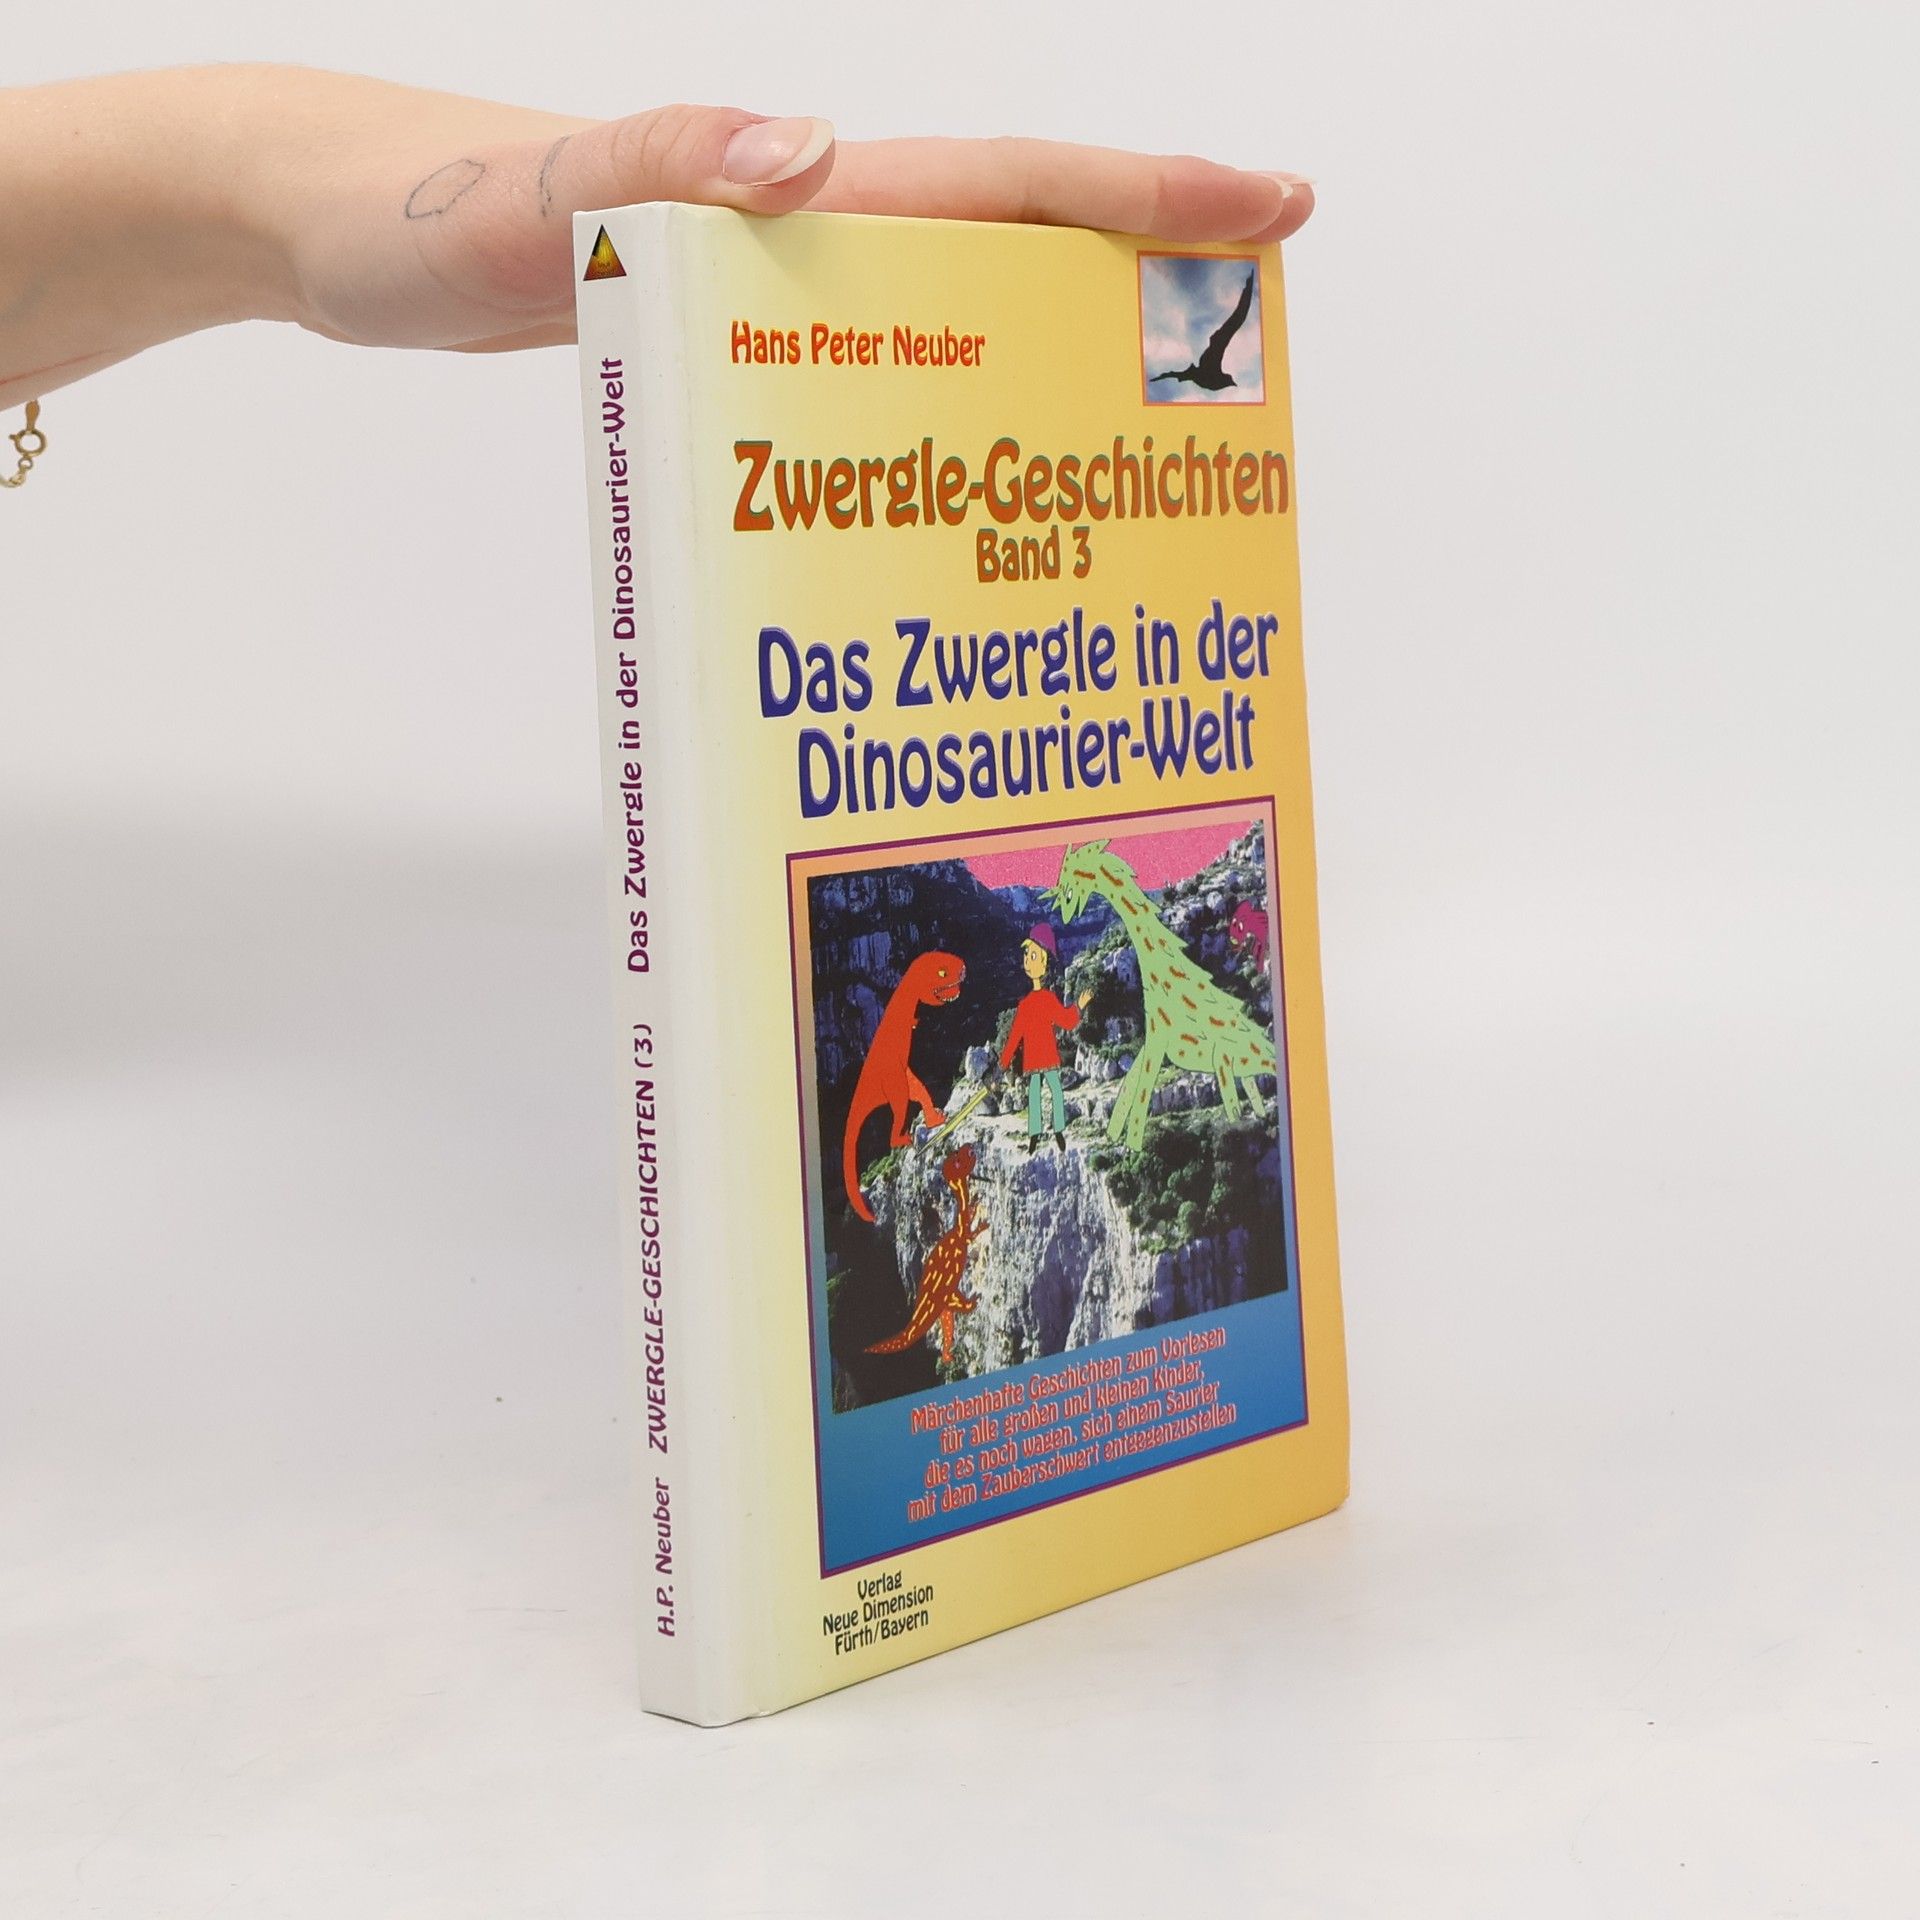 Hans Peter Neuber
Zwergle-Geschichten
Band 3
Das Zwergle in der
Dinosaurier-Welt
Märchenhafte Geschichten zum Vorlesen
für alle großen und kleinen Kinder,
die es noch wagen, sich einem Saurier
mit dem Zauberschwert entgegenzustellen
Verlag
Neue Dimension
Fürth/Bayern
H.P. Neuber ZWERGLE-GESCHICHTEN (3) Das Zwergle in der Dinosaurier-Welt